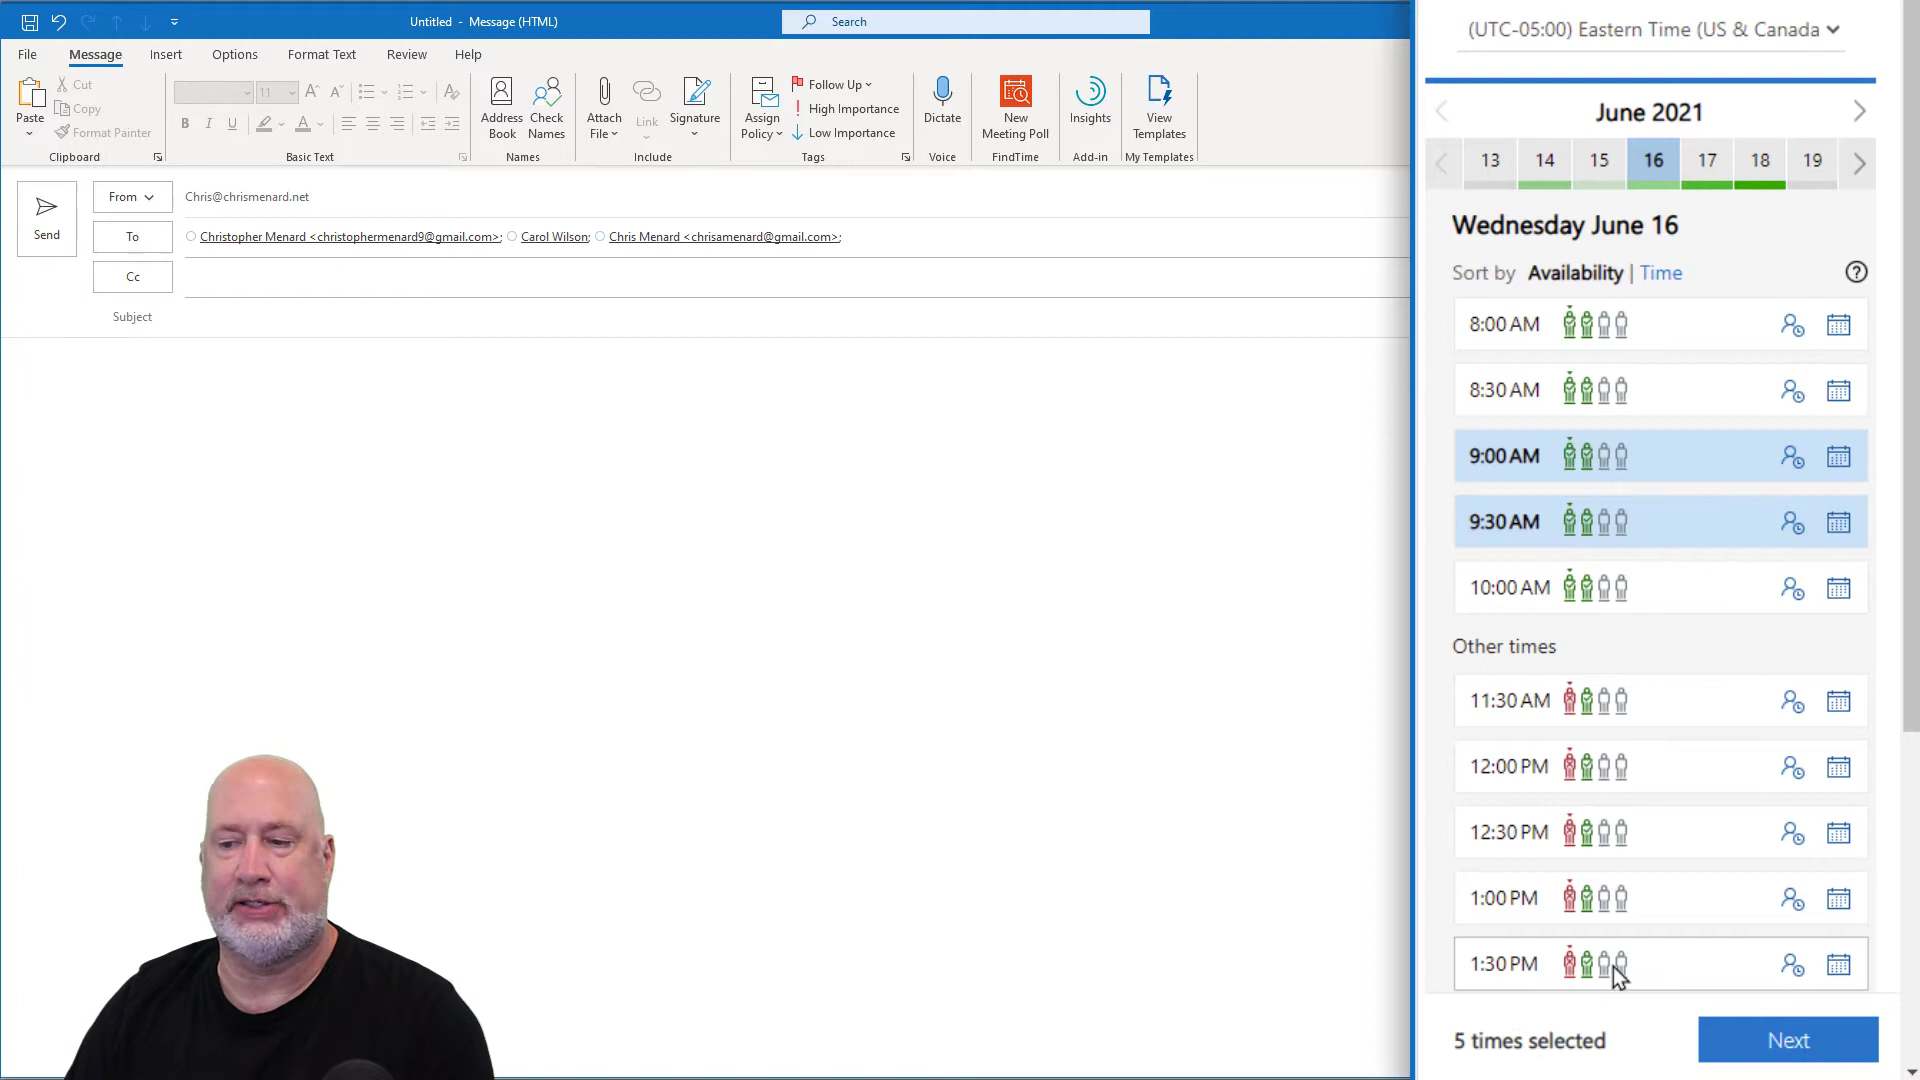 Untitled - Message (HTML)
Search
File
Message
Insert
Options
Format Text
Review
Help
Paste
Cut
Copy
Format Painter
Clipboard
11
B I U
Basic Text
Address
Book
Check
Names
Names
Attach
File
Link
Signature
Include
Assign
Policy
Follow Up
High Importance
Low Importance
Tags
Dictate
Voice
New
Meeting Poll
FindTime
Insights
Add-in
View
Templates
My Templates
Send
From
Chris@chrismenard.net
To
Christopher Menard <christophermenard9@gmail.com>; Carol Wilson; Chris Menard <chrisamenard@gmail.com>;
Cc
Subject
(UTC-05:00) Eastern Time (US & Canada
June 2021
13 14 15 16 17 18 19
Wednesday June 16
Sort by Availability | Time
8:00 AM
8:30 AM
9:00 AM
9:30 AM
10:00 AM
Other times
11:30 AM
12:00 PM
12:30 PM
1:00 PM
1:30 PM
5 times selected
Next